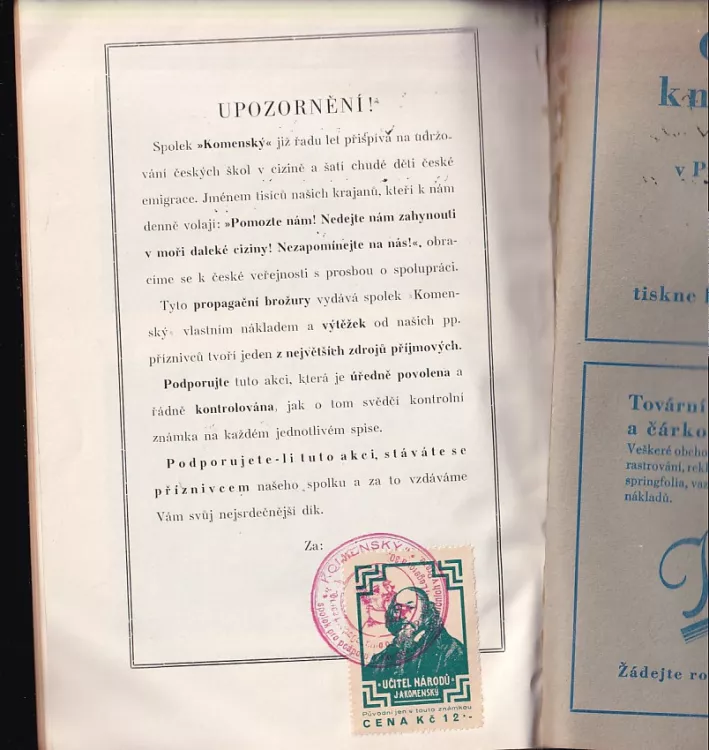 UPOZORNĚNÍ!
Spolek »Komenský« již řadu let přispívá na udržo-
vání českých škol v cizině a šatí chudé děti české
emigrace. Jménem tisíců našich krajanů, kteří k nám
denně volají: »Pomozte nám! Nedejte nám zahynouti
v moři daleké ciziny! Nezapomínejte na nás!«, obra-
címe se k české veřejnosti s prosbou o spolupráci.
Tyto propagační brožury vydává spolek »Komen-
ský« vlastním nákladem a výtěžek od našich pp.
příznivců tvoří jeden z největších zdrojů příjmových.
Podporujte tuto akci, která je úředně povolena a
řádně kontrolována, jak o tom svědčí kontrolní
známka na každém jednotlivém spise.
Podporujete-li tuto akci, stáváte se
příznivcem našeho spolku a za to vzdáváme
Vám svůj nejsrdečnější dík.
Za:
"KOMENSKÝ"
UČITEL NÁRODŮ
J.A.KOMENSKÝ
Původní jen s touto známkou
CENA Kč 12'-
kn
v P
tiskne
Tovární
a čárko
Veškeré obcho
rastrování, rekl
springfolia, vaz
nákladů.
Žádejte ro